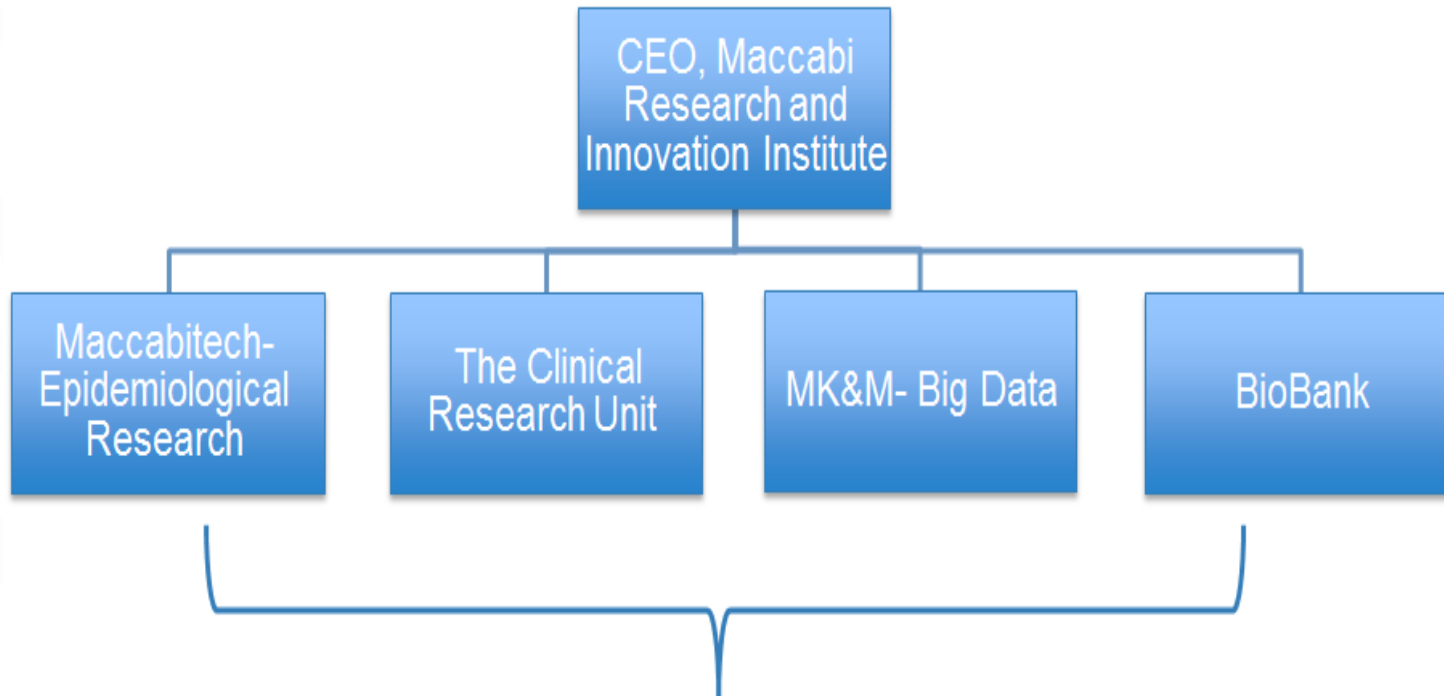 CEO, Maccabi
Research and
Innovation Institute
Maccabitech-
Epidemiological
Research
The Clinical
Research Unit
MK&M- Big Data
BioBank